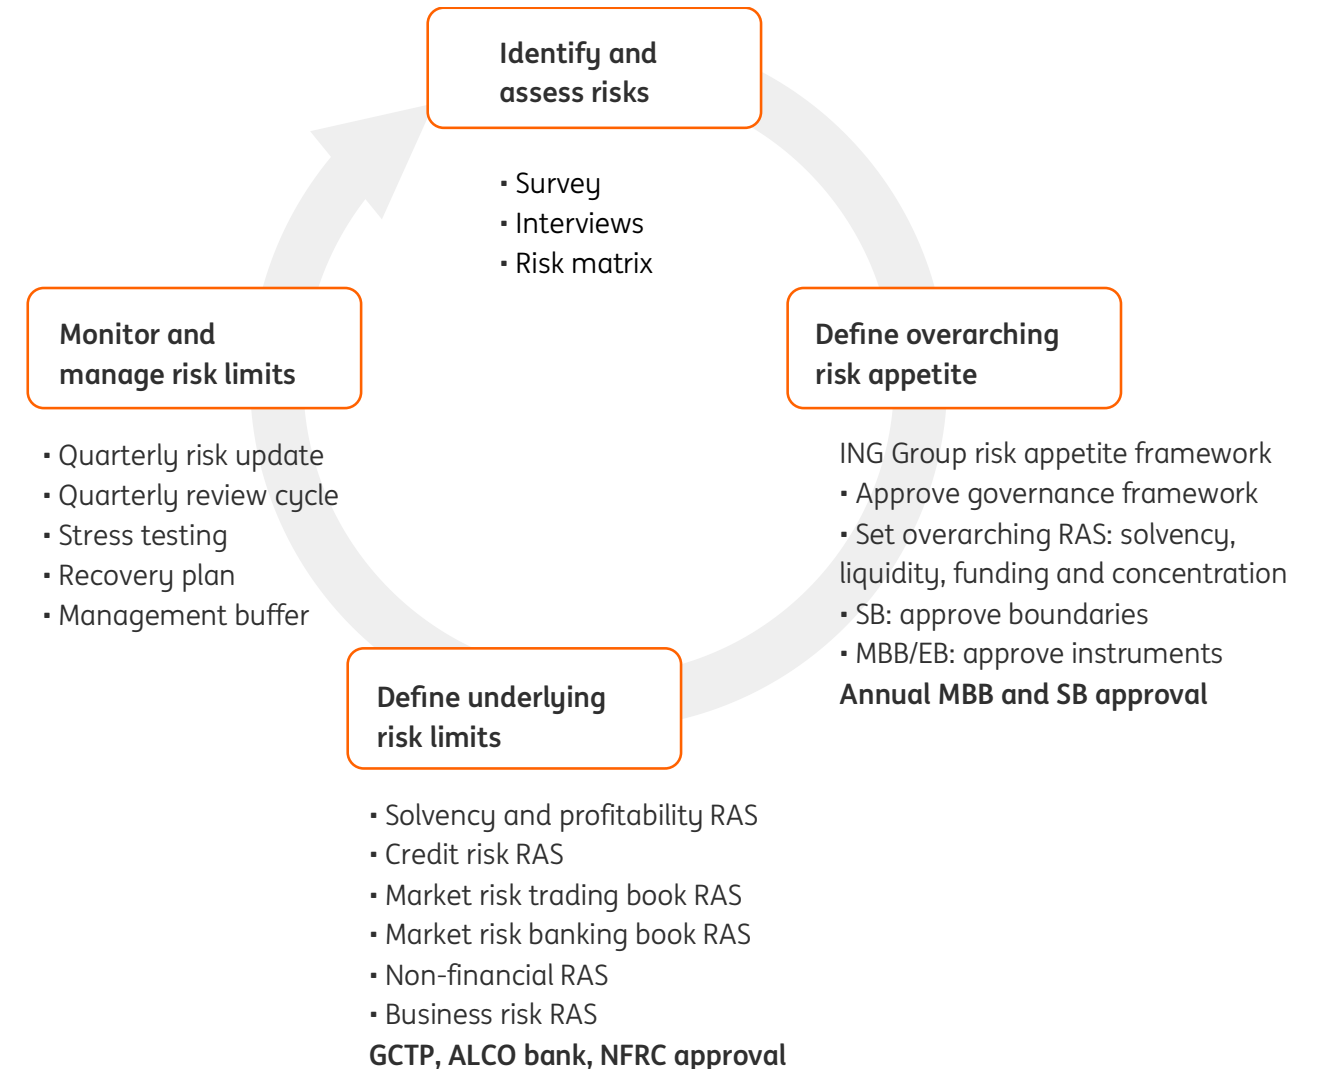 Identify and
assess risks
▪ Survey
▪ Interviews
▪ Risk matrix
Define overarching
risk appetite
ING Group risk appetite framework
▪ Approve governance framework
▪ Set overarching RAS: solvency,
liquidity, funding and concentration
▪ SB: approve boundaries
▪ MBB/EB: approve instruments
Annual MBB and SB approval
Define underlying
risk limits
▪ Solvency and profitability RAS
▪ Credit risk RAS
▪ Market risk trading book RAS
▪ Market risk banking book RAS
▪ Non-financial RAS
▪ Business risk RAS
GCTP, ALCO bank, NFRC approval
Monitor and
manage risk limits
▪ Quarterly risk update
▪ Quarterly review cycle
▪ Stress testing
▪ Recovery plan
▪ Management buffer